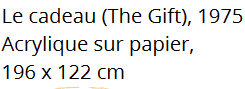 Le cadeau (The Gift), 1975
Acrylique sur papier,
196 x 122 cm